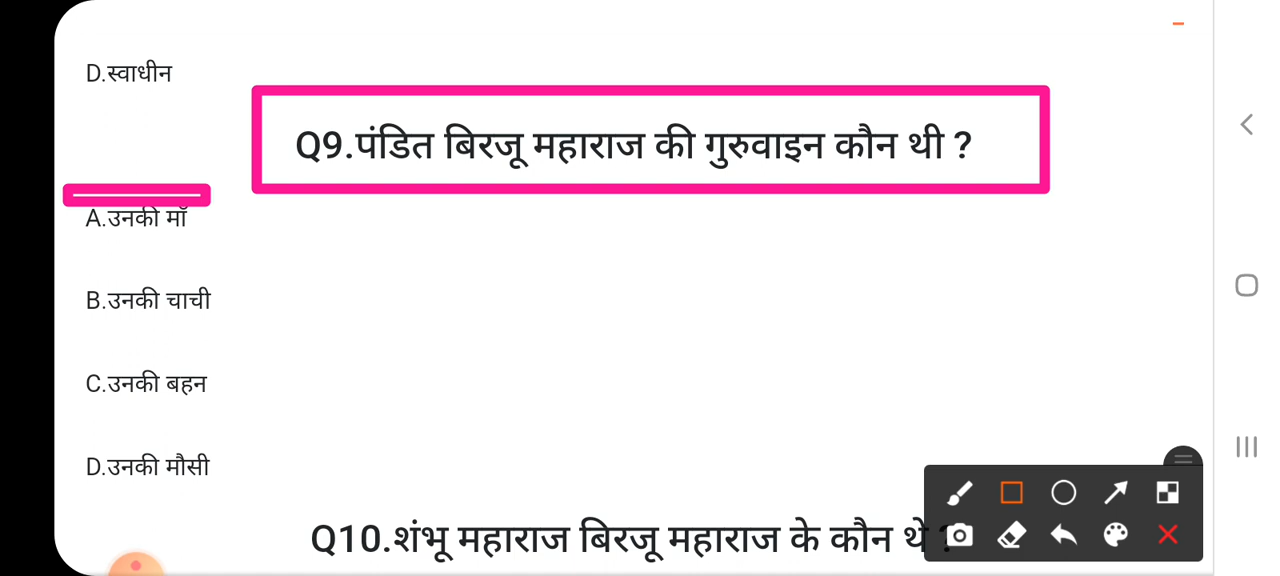 D.स्वाधीन
Q9.पंडित बिरजू महाराज की गुरुवाइन कौन थी ?
A.उनकी माँ
B.उनकी चाची
C.उनकी बहन
D.उनकी मौसी
Q10.शंभू महाराज बिरजू महाराज के कौन थे ?